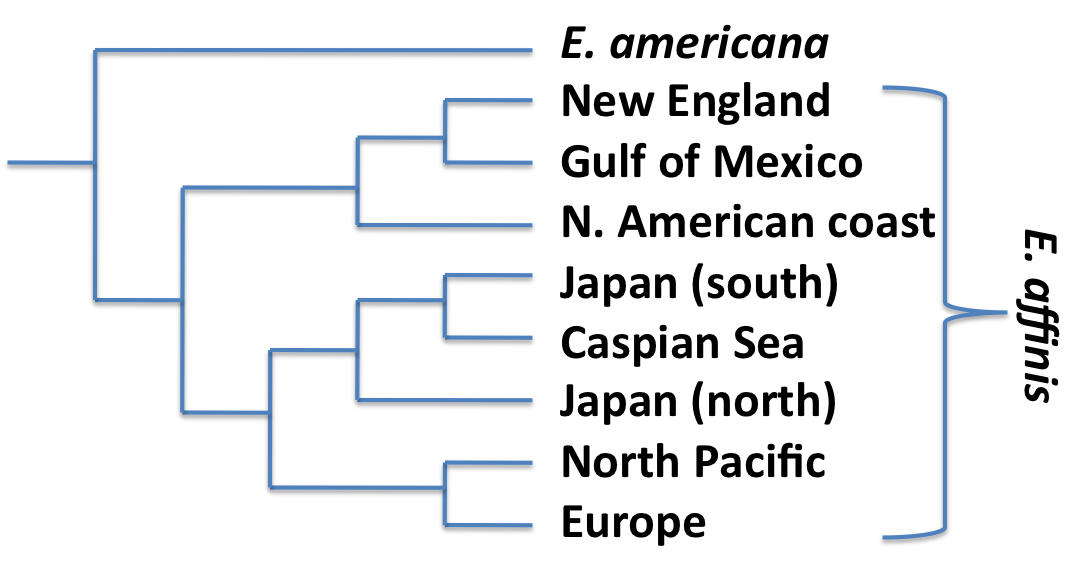 E. americana
New England
Gulf of Mexico
N. American coast
Japan (south)
Caspian Sea
Japan (north)
North Pacific
Europe
E. affinis